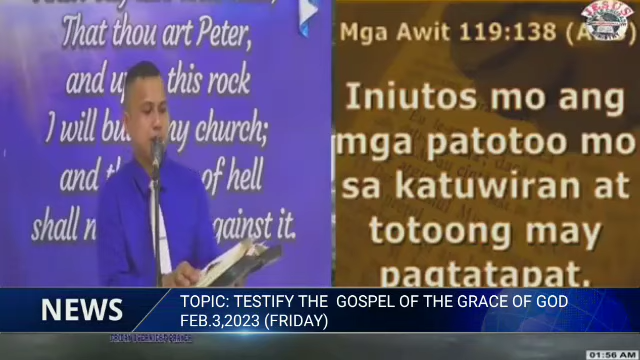 That thou art Peter,
and this rock
I will my church;
and of hell
shall against it.
Mga Awit 119:138
Iniutos mo ang
mga patotoo mo
sa katuwiran at
totoong may
pagtatapat.
JESUS
NEWS
TOPIC: TESTIFY THE GOSPEL OF THE GRACE OF GOD
FEB.3,2023 (FRIDAY)
01:56 AM